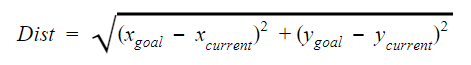 Dist = √(x_goal − x_current)² + (y_goal − y_current)²